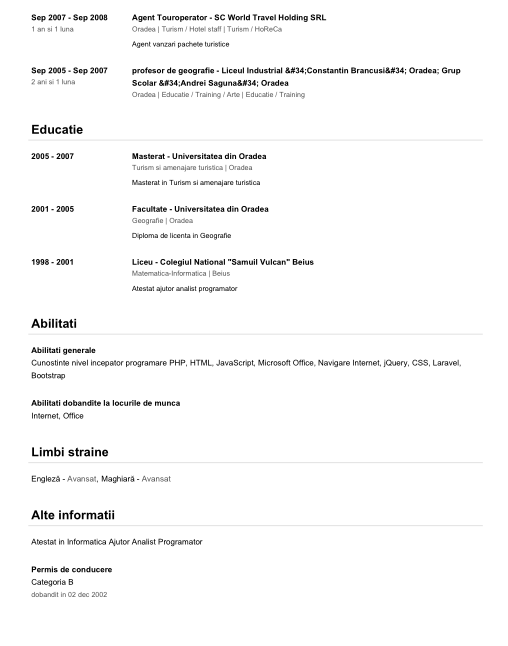 Sep 2007 - Sep 2008
Agent Touroperator - SC World Travel Holding SRL
1 an si 1 luna
Oradea | Turism / Hotel staff | Turism / HoReCa
Agent vanzari pachete turistice
Sep 2005 - Sep 2007
profesor de geografie - Liceul Industrial &#34;Constantin Brancusi&#34; Oradea; Grup
2 ani si 1 luna
Scolar &#34;Andrei Saguna&#34; Oradea
Oradea | Educatie / Training / Arte | Educatie / Training
Educatie
2005 - 2007
Masterat - Universitatea din Oradea
Turism si amenajare turistica | Oradea
Masterat in Turism si amenajare turistica
2001 - 2005
Facultate - Universitatea din Oradea
Geografie | Oradea
Diploma de licenta in Geografie
1998 - 2001
Liceu - Colegiul National "Samuil Vulcan" Beius
Matematica-Informatica | Beius
Atestat ajutor analist programator
Abilitati
Abilitati generale
Cunostinte nivel incepator programare PHP, HTML, JavaScript, Microsoft Office, Navigare Internet, jQuery, CSS, Laravel,
Bootstrap
Abilitati dobandite la locurile de munca
Internet, Office
Limbi straine
Engleză - Avansat, Maghiară - Avansat
Alte informatii
Atestat in Informatica Ajutor Analist Programator
Permis de conducere
Categoria B
dobandit in 02 dec 2002